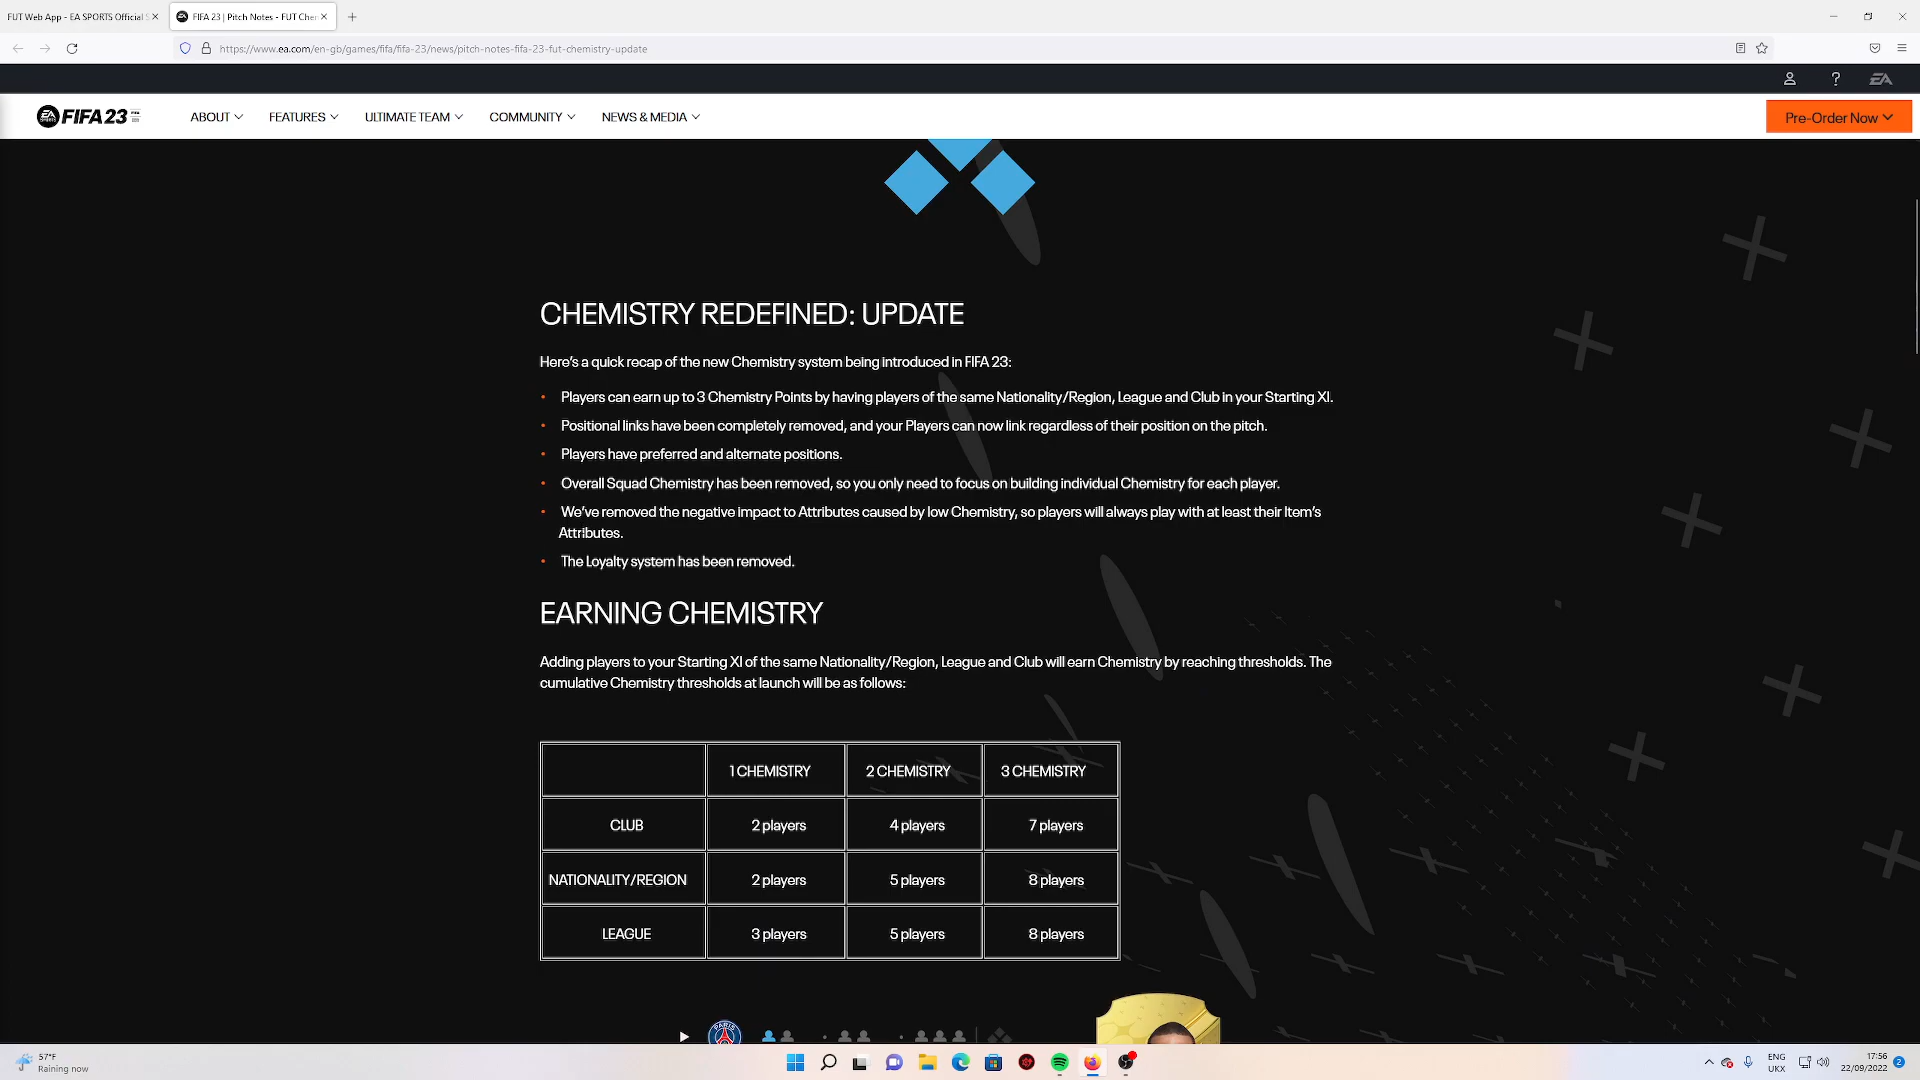 FUT Web App - EA SPORTS Official S
FIFA 23 | Pitch Notes - FUT Chem
https://www.ea.com/en-gb/games/fifa/fifa-23/news/pitch-notes-fifa-23-fut-chemistry-update
EA
EA SPORTS FIFA 23
ABOUT
FEATURES
ULTIMATE TEAM
COMMUNITY
NEWS & MEDIA
Pre-Order Now
CHEMISTRY REDEFINED: UPDATE
Here's a quick recap of the new Chemistry system being introduced in FIFA 23:
• Players can earn up to 3 Chemistry Points by having players of the same Nationality/Region, League and Club in your Starting XI.
• Positional links have been completely removed, and your Players can now link regardless of their position on the pitch.
• Players have preferred and alternate positions.
• Overall Squad Chemistry has been removed, so you only need to focus on building individual Chemistry for each player.
• We've removed the negative impact to Attributes caused by low Chemistry, so players will always play with at least their Item's
Attributes.
• The Loyalty system has been removed.
EARNING CHEMISTRY
Adding players to your Starting XI of the same Nationality/Region, League and Club will earn Chemistry by reaching thresholds. The
cumulative Chemistry thresholds at launch will be as follows:
1 CHEMISTRY 2 CHEMISTRY 3 CHEMISTRY
CLUB 2 players 4 players 7 players
NATIONALITY/REGION 2 players 5 players 8 players
LEAGUE 3 players 5 players 8 players
PARIS
57°F
Raining now
ENG
UKX
17:56
22/09/2022
2